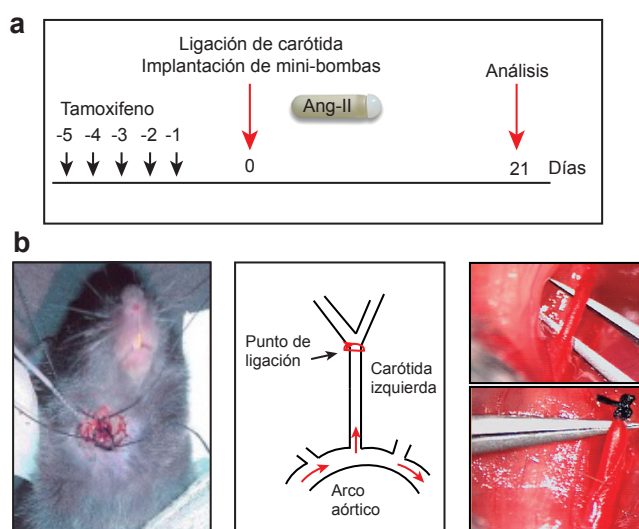 a
Ligación de carótida
Implantación de mini-bombas
Análisis
Ang-II
Tamoxifeno
-5 -4 -3 -2 -1
0
21 Días
b
Punto de
ligación
Carótida
izquierda
Arco
aórtico